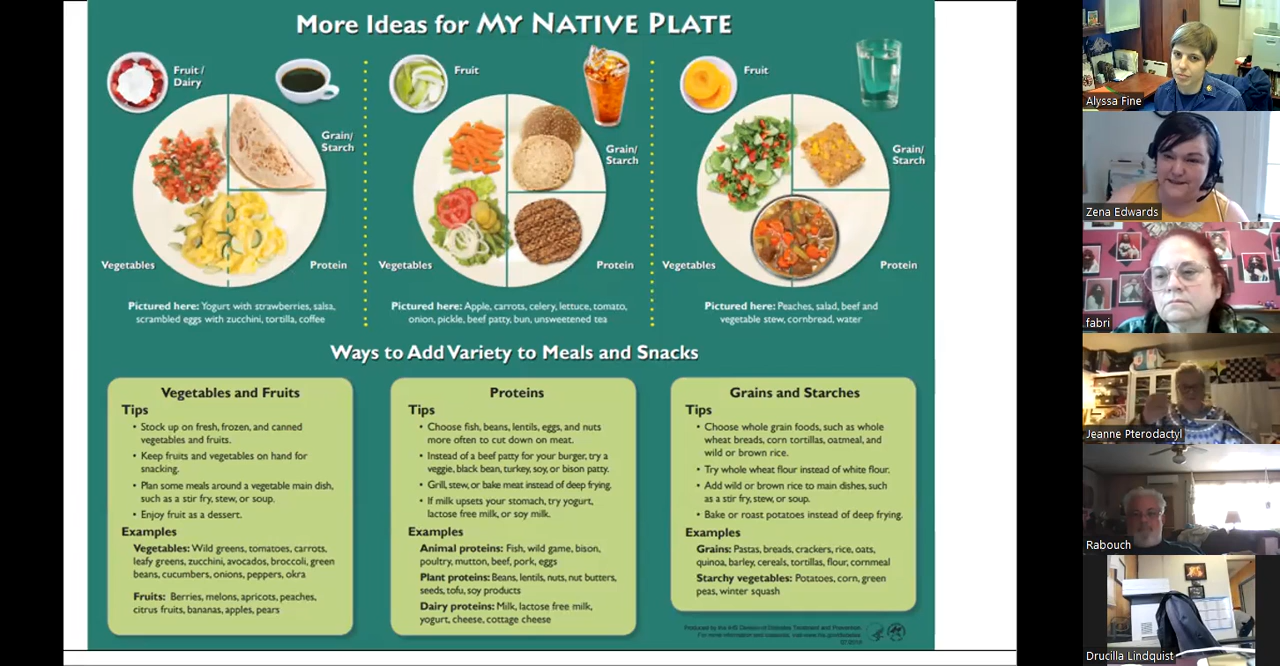 More Ideas for MY NATIVE PLATE
Fruit /
Dairy
Grain/
Starch
Vegetables
Protein
Pictured here: Yogurt with strawberries, salsa,
scrambled eggs with zucchini, tortilla, coffee
Fruit
Grain/
Starch
Vegetables
Protein
Pictured here: Apple, carrots, celery, lettuce, tomato,
onion, pickle, beef patty, bun, unsweetened tea
Fruit
Grain/
Starch
Vegetables
Protein
Pictured here: Peaches, salad, beef and
vegetable stew, cornbread, water
Ways to Add Variety to Meals and Snacks
Vegetables and Fruits
Tips
• Stock up on fresh, frozen, and canned
vegetables and fruits.
• Keep fruits and vegetables on hand for
snacking.
• Plan some meals around a vegetable main dish,
such as a stir fry, stew, or soup.
• Enjoy fruit as a dessert.
Examples
Vegetables: Wild greens, tomatoes, carrots,
leafy greens, zucchini, avocados, broccoli, green
beans, cucumbers, onions, peppers, okra
Fruits: Berries, melons, apricots, peaches,
citrus fruits, bananas, apples, pears
Proteins
Tips
• Choose fish, beans, lentils, eggs, and nuts
more often to cut down on meat.
• Instead of a beef patty for your burger, try a
veggie, black bean, turkey, soy, or bison patty.
• Grill, stew, or bake meat instead of deep frying.
• If milk upsets your stomach, try yogurt,
lactose free milk, or soy milk.
Examples
Animal proteins: Fish, wild game, bison,
poultry, mutton, beef, pork, eggs
Plant proteins: Beans, lentils, nuts, nut butters,
seeds, tofu, soy products
Dairy proteins: Milk, lactose free milk,
yogurt, cheese, cottage cheese
Grains and Starches
Tips
• Choose whole grain foods, such as whole
wheat breads, corn tortillas, oatmeal, and
wild or brown rice.
• Try whole wheat flour instead of white flour.
• Add wild or brown rice to main dishes, such
as a stir fry, stew, or soup.
• Bake or roast potatoes instead of deep frying.
Examples
Grains: Pastas, breads, crackers, rice, oats,
quinoa, barley, cereals, tortillas, flour, cornmeal
Starchy vegetables: Potatoes, corn, green
peas, winter squash
Produced by the IHS Division of Diabetes Treatment and Prevention
Alyssa Fine
Zena Edwards
fabri
Jeanne Pterodactyl
Rabouch
Drucilla Lindquist